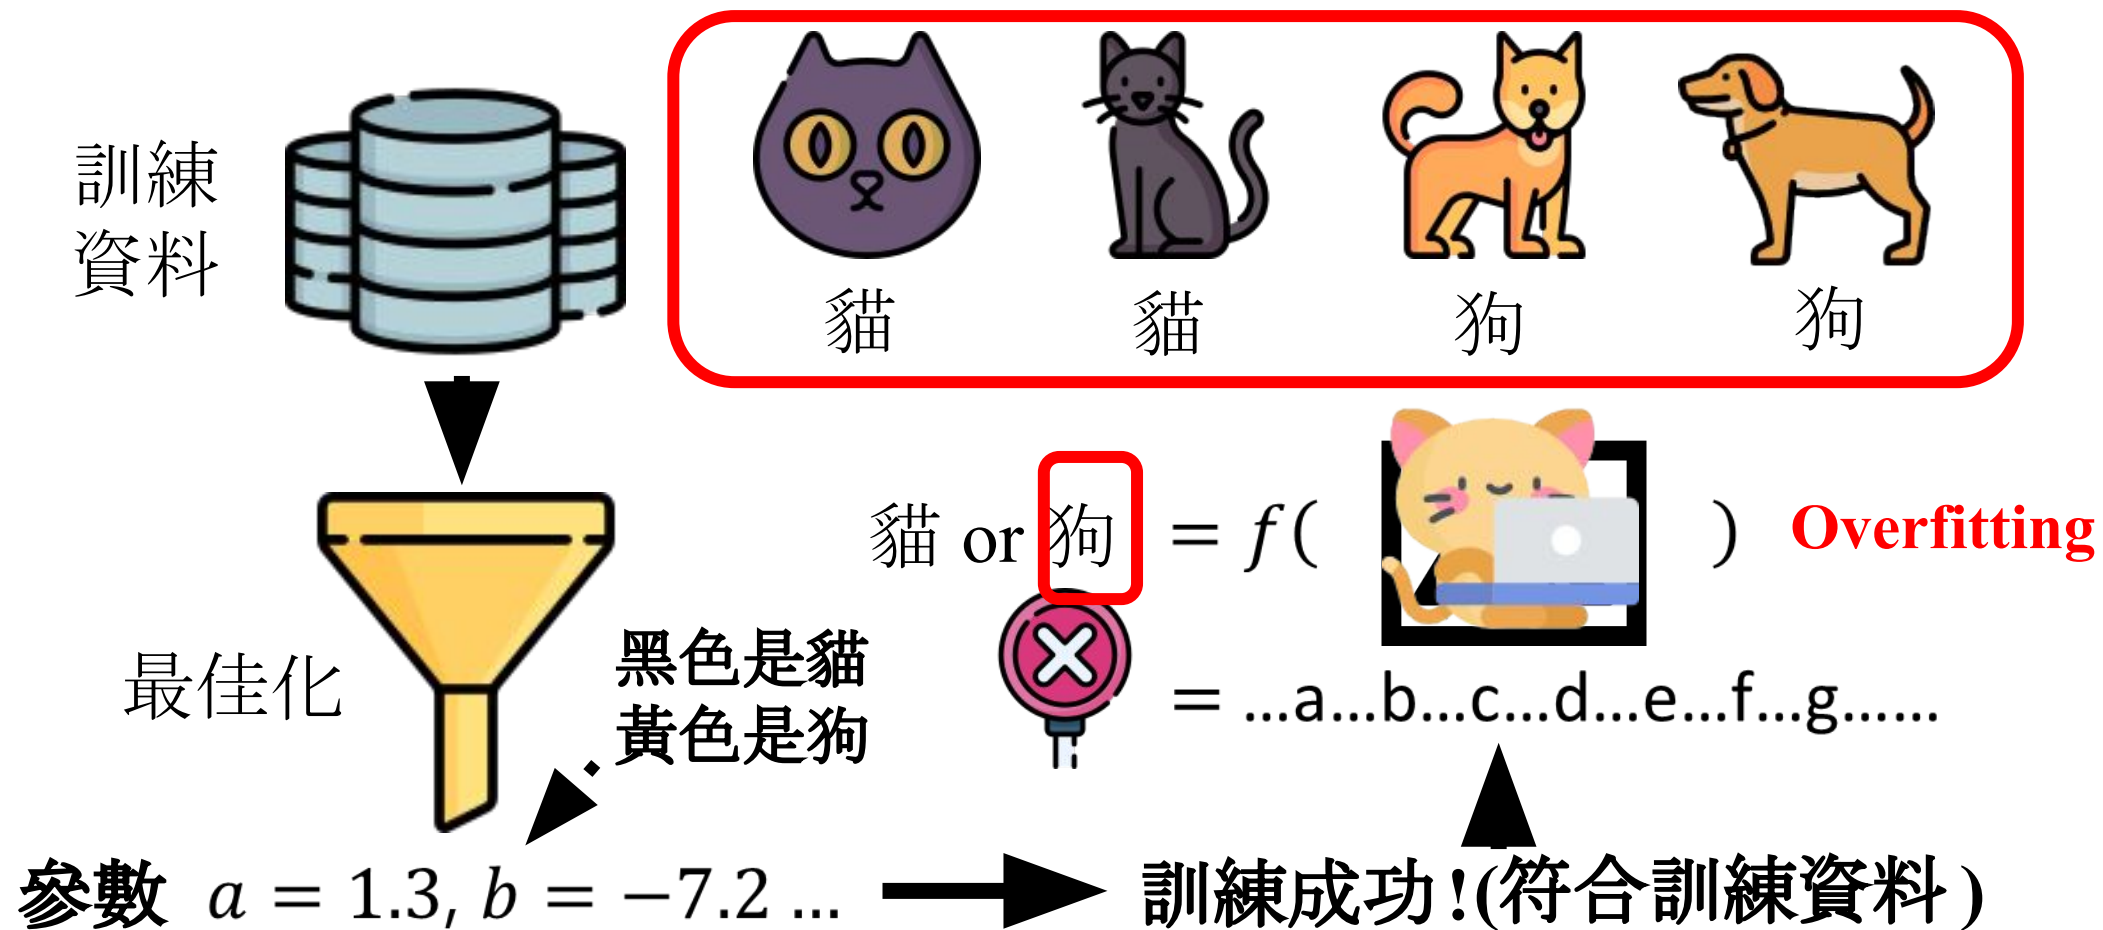 訓練
資料
貓
貓
狗
狗
貓 or 狗 = f( ) Overfitting
= ...a...b...c...d...e...f...g......
最佳化
黑色是貓
黃色是狗
參數 a = 1.3, b = −7.2 ...
訓練成功!(符合訓練資料)